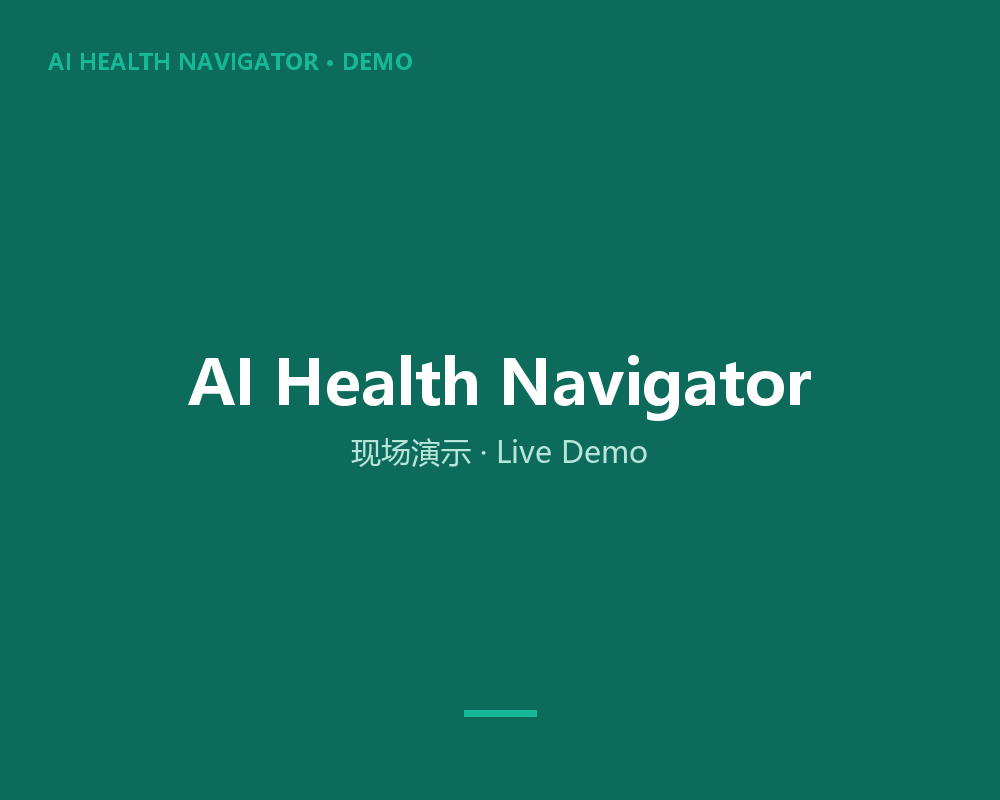 AI HEALTH NAVIGATOR • DEMO
AI Health Navigator
现场演示 · Live Demo